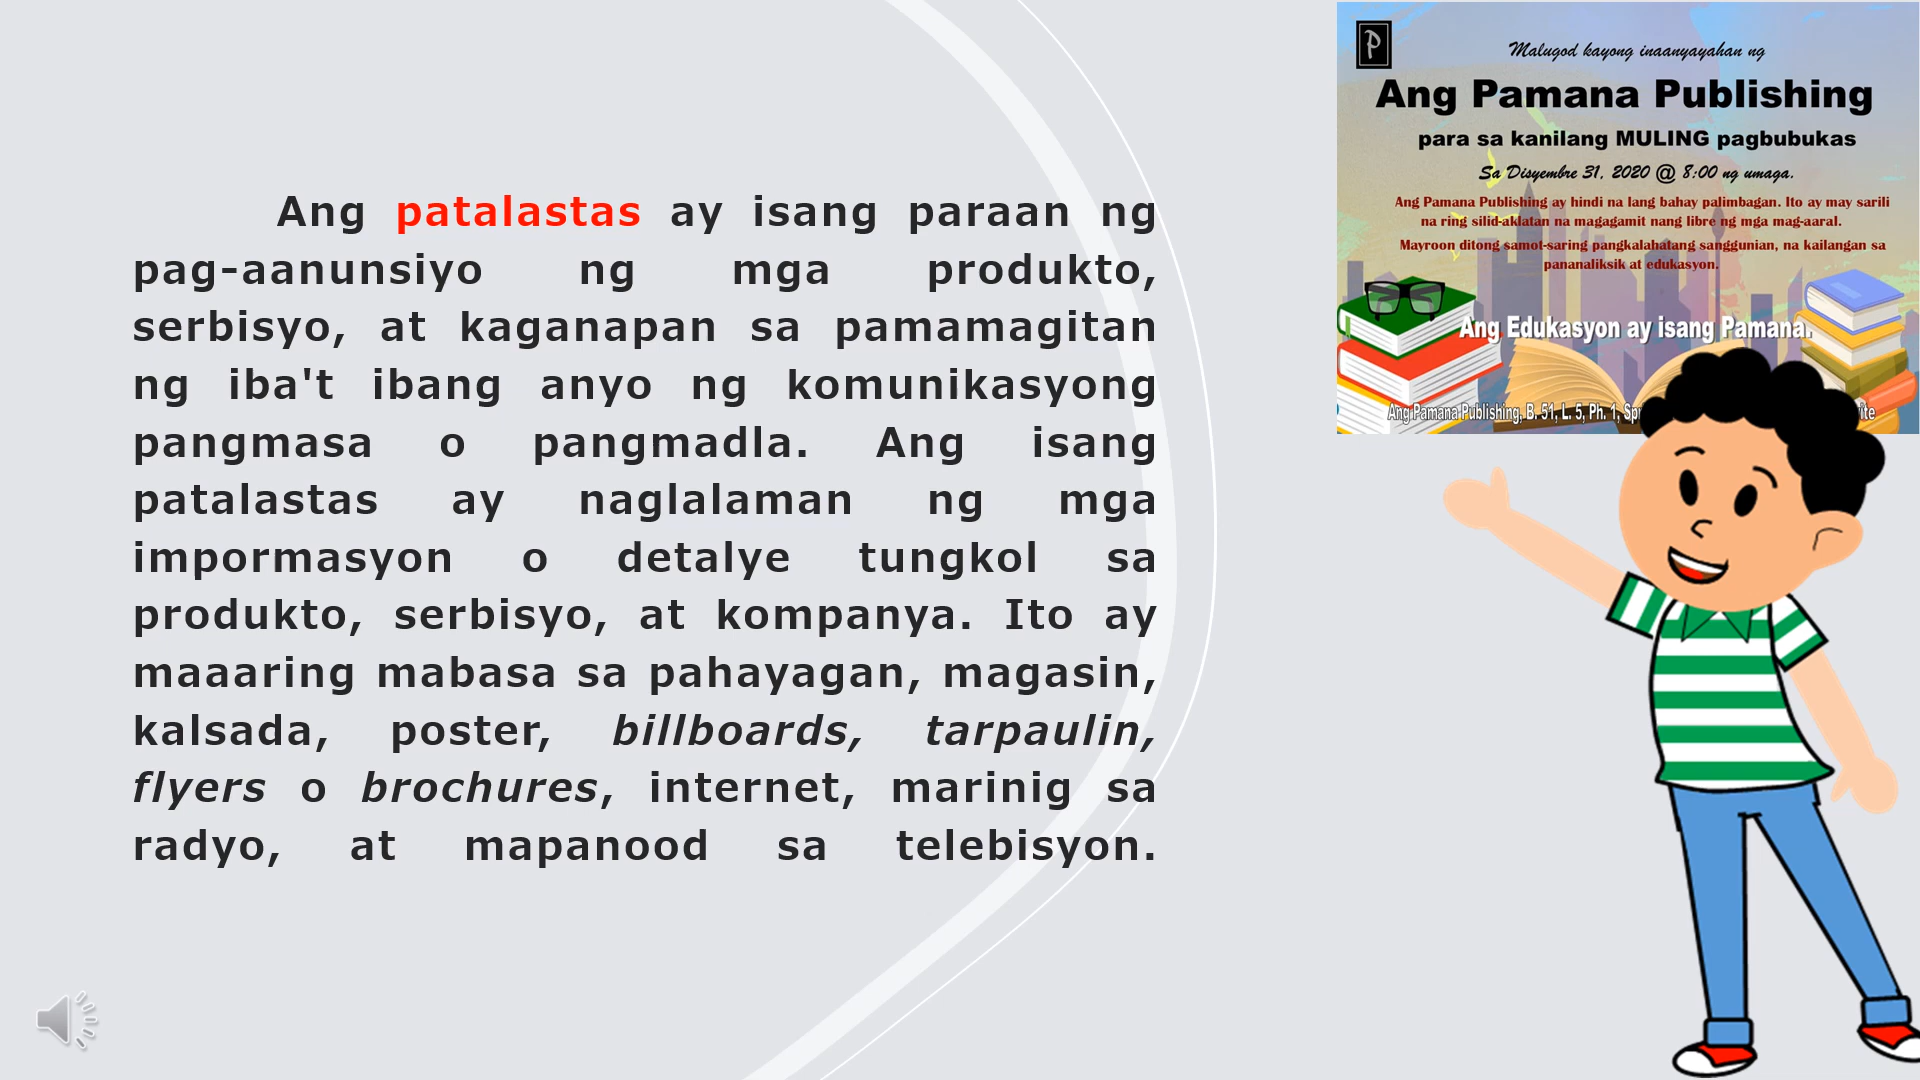 Ang patalastas ay isang paraan ng
pag-aanunsiyo ng mga produkto,
serbisyo, at kaganapan sa pamamagitan
ng iba't ibang anyo ng komunikasyong
pangmasa o pangmadla. Ang isang
patalastas ay naglalaman ng mga
impormasyon o detalye tungkol sa
produkto, serbisyo, at kompanya. Ito ay
maaaring mabasa sa pahayagan, magasin,
kalsada, poster, billboards, tarpaulin,
flyers o brochures, internet, marinig sa
radyo, at mapanood sa telebisyon.
P
Malugod kayong inaanyayahan ng
Ang Pamana Publishing
para sa kanilang MULING pagbubukas
Sa Disyembre 31, 2020 @ 8:00 ng umaga.
Ang Pamana Publishing ay hindi na lang bahay palimbagan. Ito ay may sarili
na ring silid-aklatan na magagamit nang libre ng mga mag-aaral.
Mayroon ditong samot-saring pangkalahatang sanggunian, na kailangan sa
pananaliksik at edukasyon.
Ang Edukasyon ay isang Pamana.
Ang Pamana Publishing, B. 51, L. 5, Ph. 1,